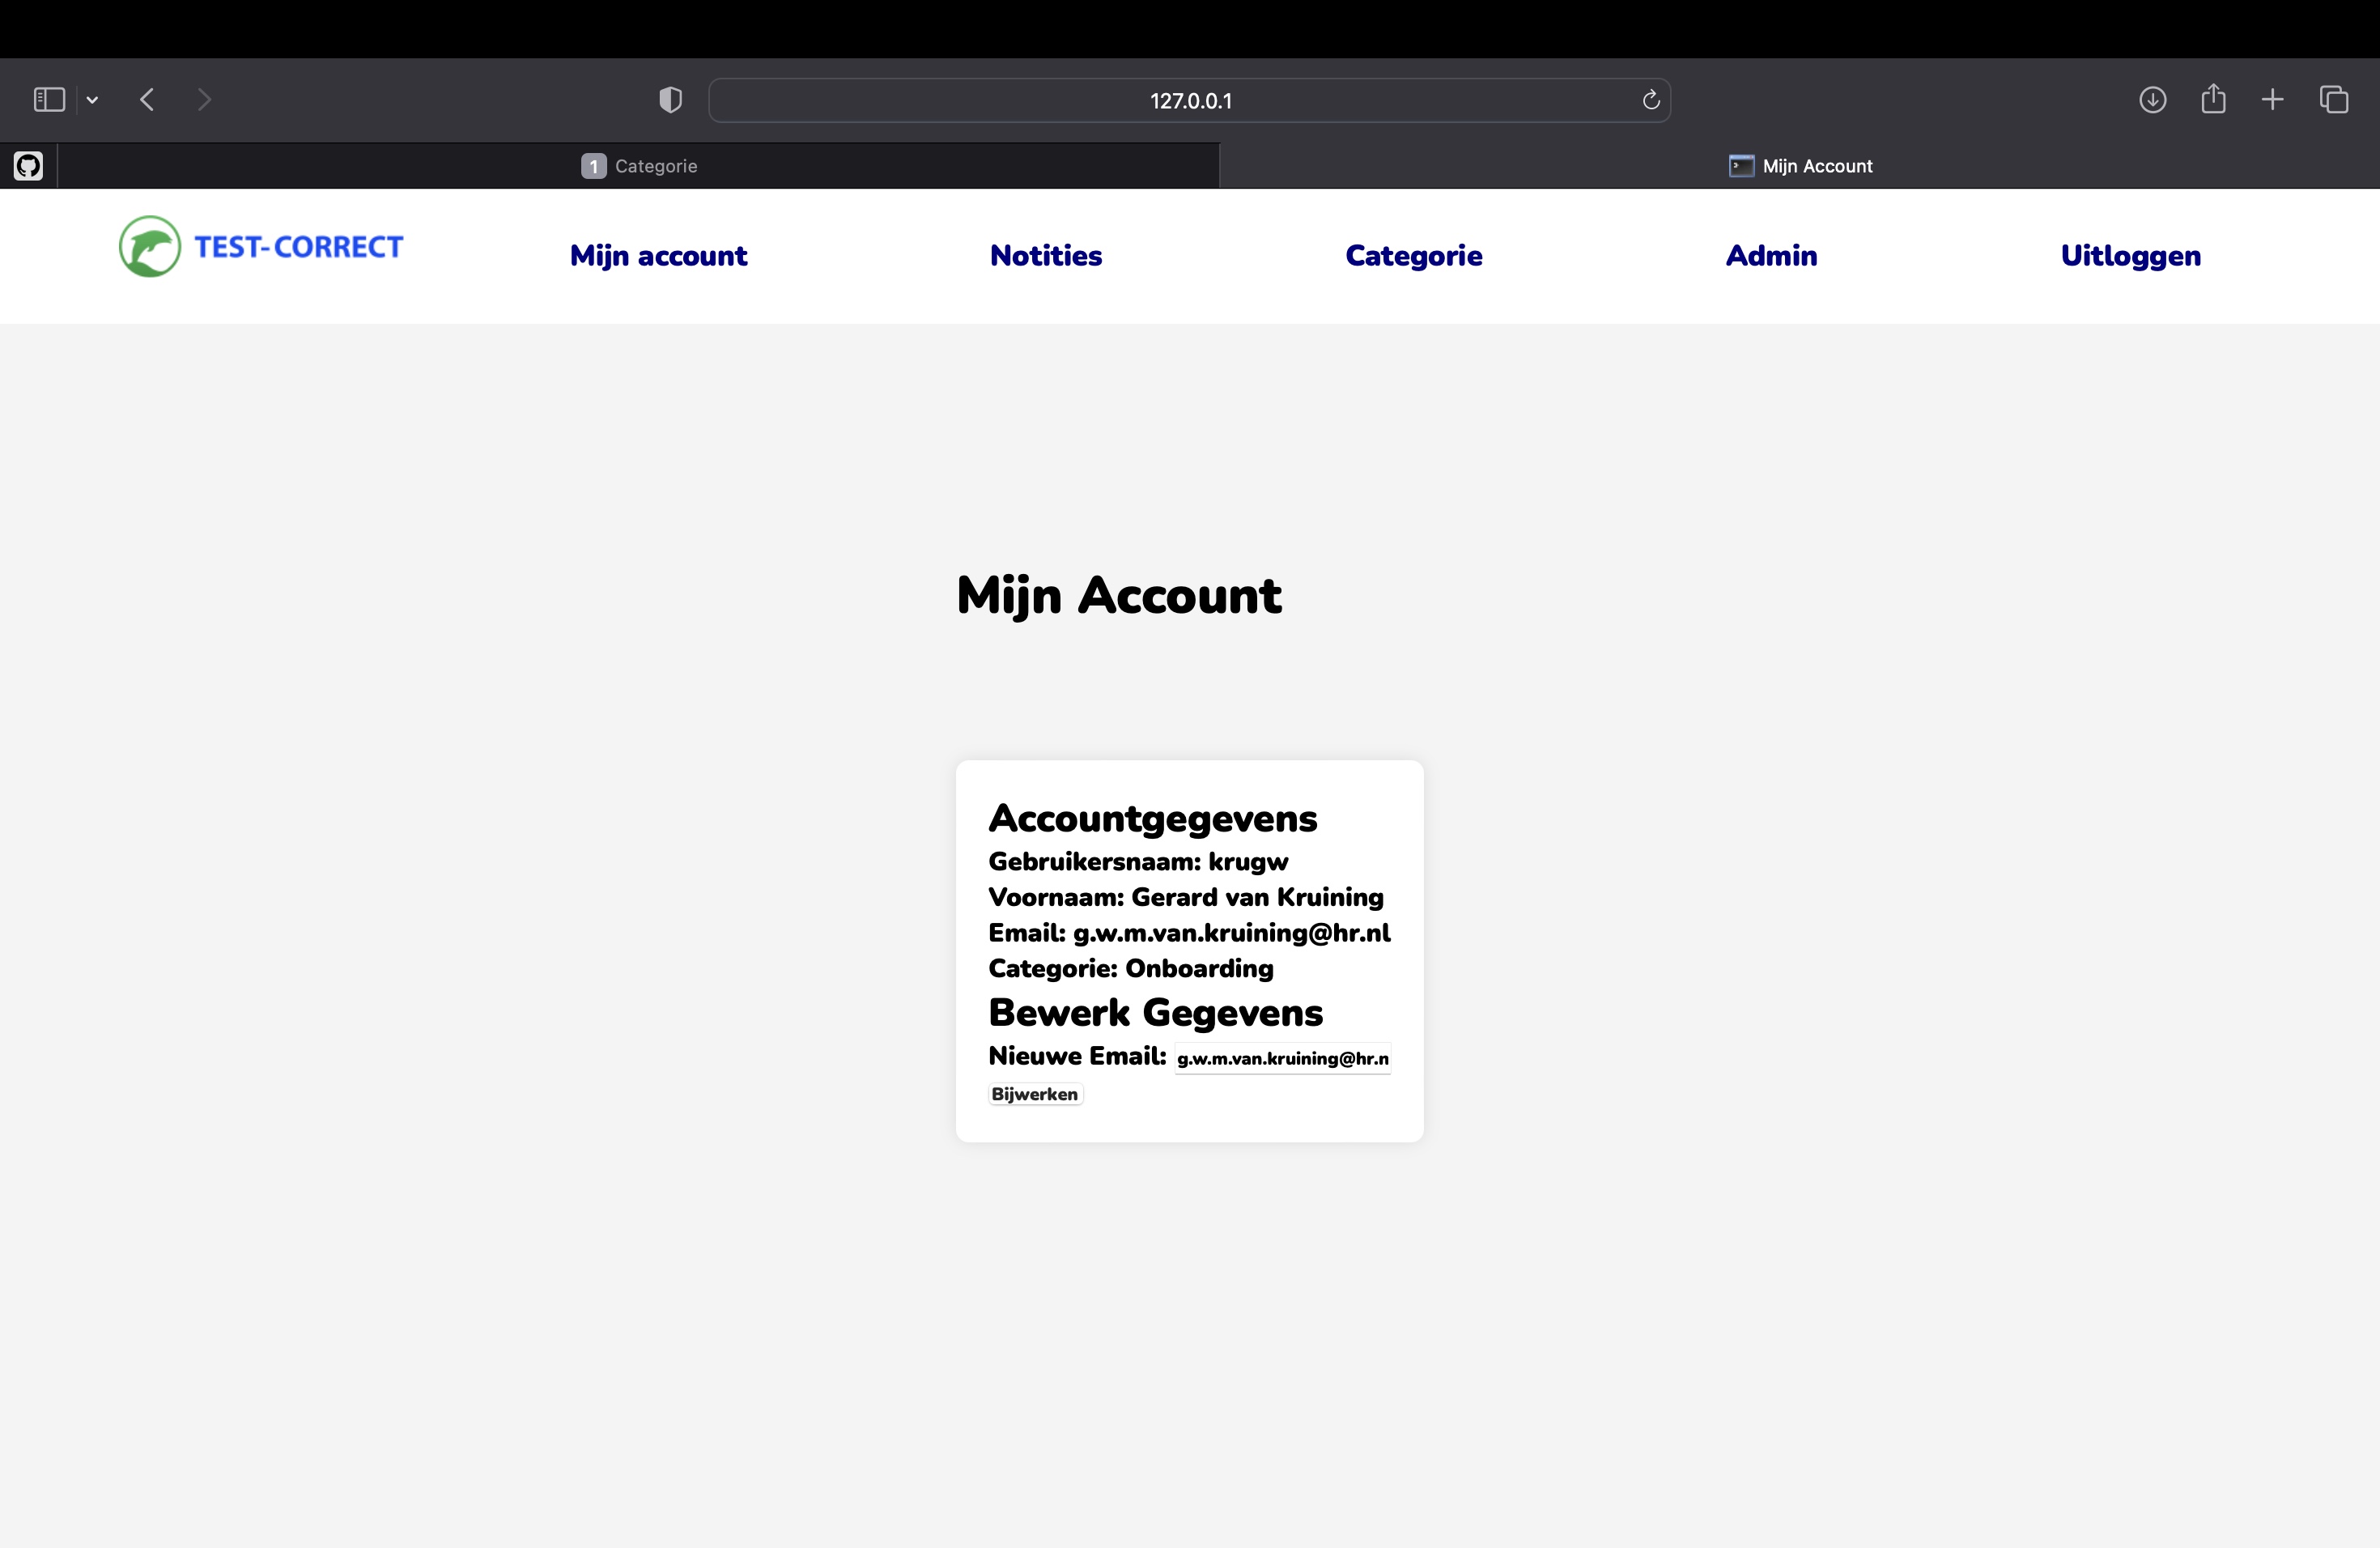 127.0.0.1
1 Categorie
Mijn Account
TEST-CORRECT
Mijn account
Notities
Categorie
Admin
Uitloggen
Mijn Account
Accountgegevens
Gebruikersnaam: krugw
Voornaam: Gerard van Kruining
Email: g.w.m.van.kruining@hr.nl
Categorie: Onboarding
Bewerk Gegevens
Nieuwe Email: g.w.m.van.kruining@hr.n
Bijwerken